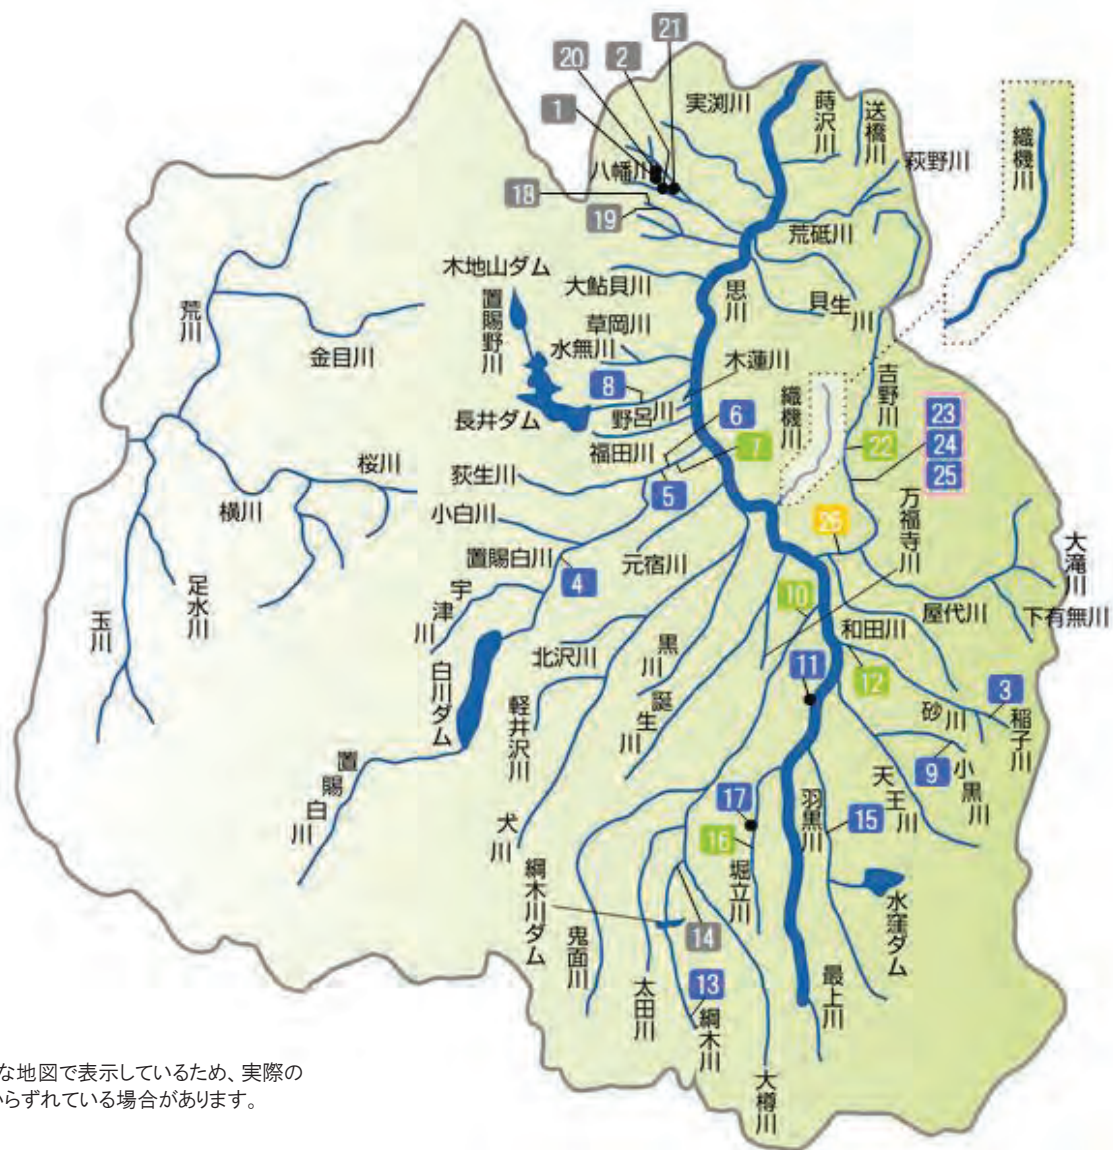 21
20
2
1
実渕川
蒔沢川
送橋川
萩野川
織機川
八幡川
18
19
荒砥川
木地山ダム
大鮎貝川
思川
貝生川
置賜野川
荒川
草岡川
水無川
金目川
木蓮川
吉野川
8
野呂川
6
織機川
23
長井ダム
7
22
24
福田川
25
桜川
荻生川
5
万福寺川
横川
小白川
26
大滝川
置賜白川
元宿川
4
足水川
宇津川
10
屋代川
下有無川
玉川
和田川
北沢川
黒川
11
12
3
白川ダム
誕生川
砂川
稲子川
軽井沢川
9
小黒川
置賜白川
天王川
17
羽黒川
15
犬川
16
堀立川
綱木川ダム
水窪ダム
14
鬼面川
13
太田川
最上川
綱木川
大樽川
な地図で表示しているため、実際の
らずれている場合があります。